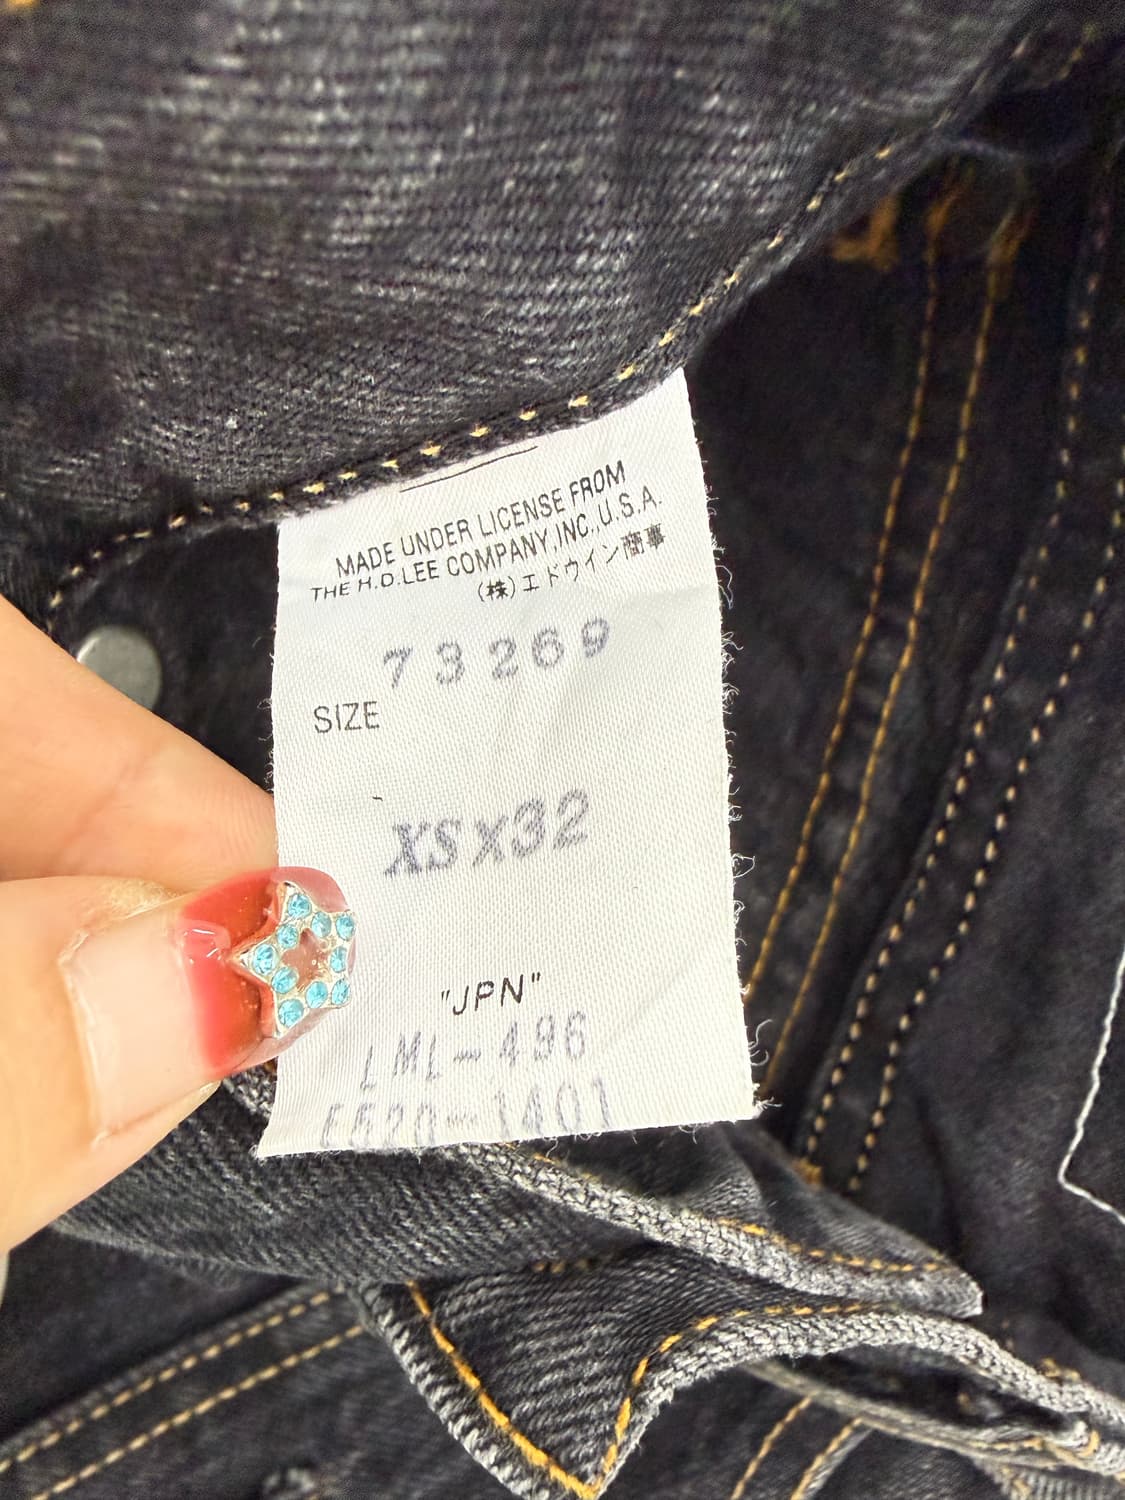 MADE UNDER LICENSE FROM
THE H.D.LEE COMPANY,INC.,U.S.A.
(株)エドウイン商事
73269
SIZE
XSX32
"JPN"
LML-496
1401